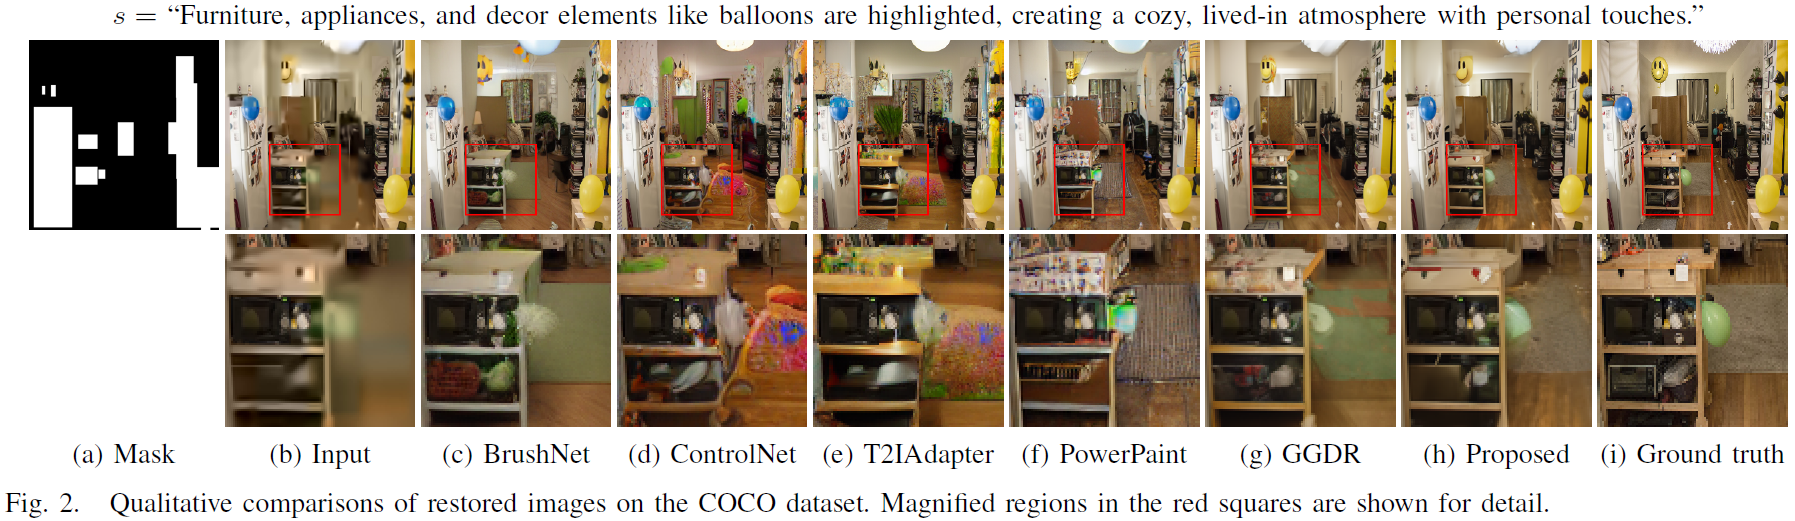 s = “Furniture, appliances, and decor elements like balloons are highlighted, creating a cozy, lived-in atmosphere with personal touches.”
(a) Mask (b) Input (c) BrushNet (d) ControlNet (e) T2IAdapter (f) PowerPaint (g) GGDR (h) Proposed (i) Ground truth
Fig. 2. Qualitative comparisons of restored images on the COCO dataset. Magnified regions in the red squares are shown for detail.